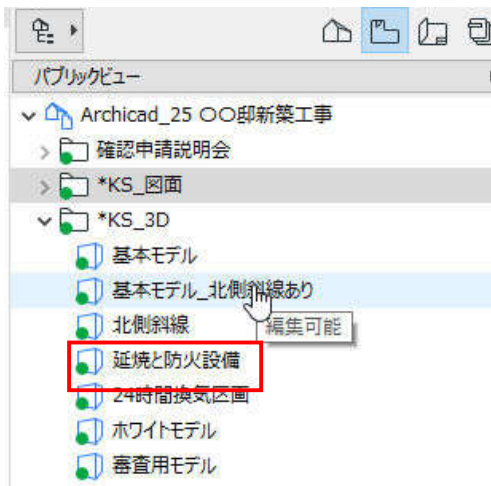 パブリックビュー
Archicad_25 〇〇邸新築工事
確認申請説明会
*KS_図面
*KS_3D
基本モデル
基本モデル_北側斜線あり
北側斜線
編集可能
延焼と防火設備
24時間換気区画
ホワイトモデル
審査用モデル